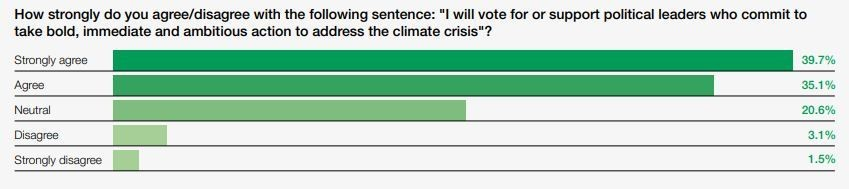 How strongly do you agree/disagree with the following sentence: "I will vote for or support political leaders who commit to
take bold, immediate and ambitious action to address the climate crisis"?
Strongly agree 39.7%
Agree 35.1%
Neutral 20.6%
Disagree 3.1%
Strongly disagree 1.5%